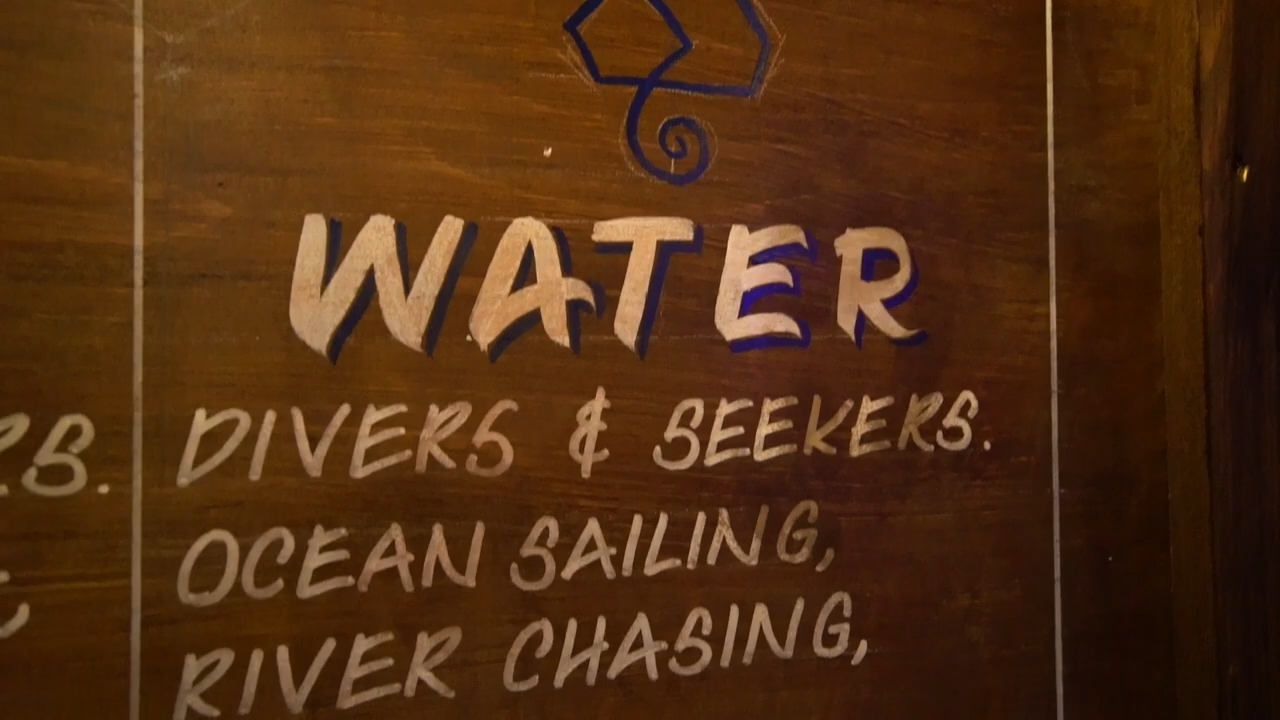 WATER
DIVERS & SEEKERS.
OCEAN SAILING,
RIVER CHASING,